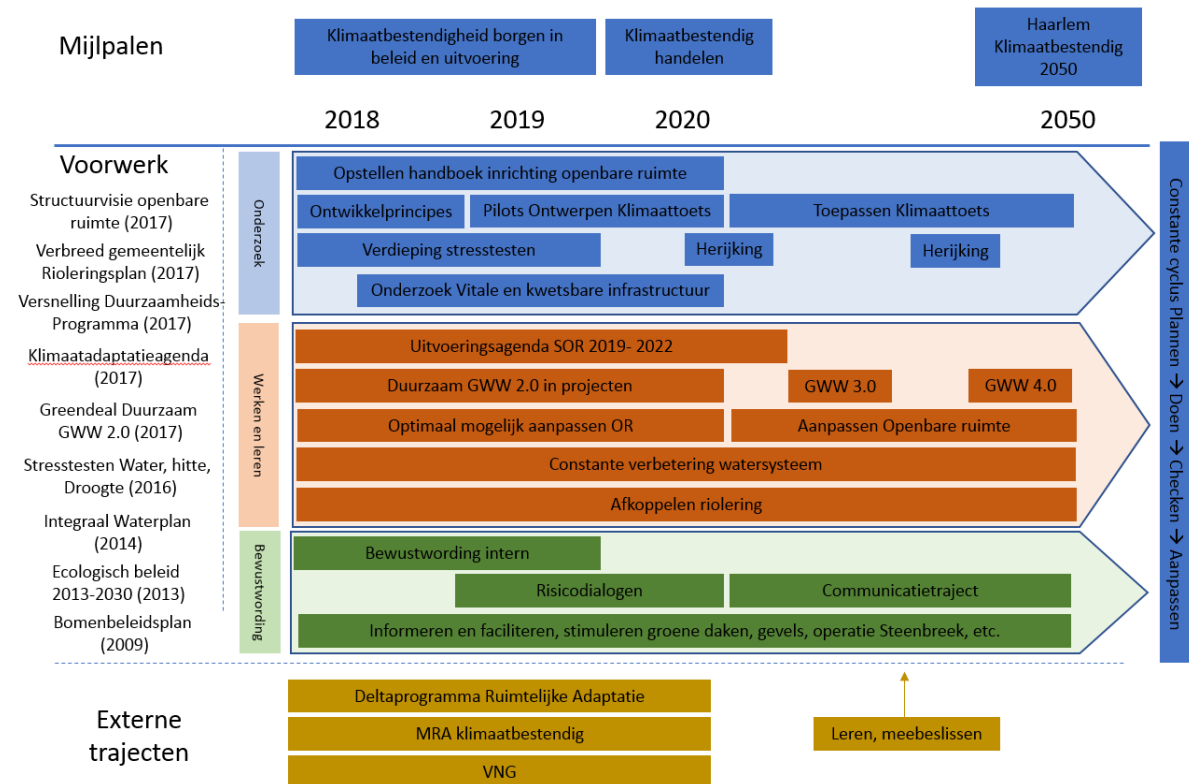 Mijlpalen
Klimaatbestendigheid borgen in
beleid en uitvoering
Klimaatbestendig
handelen
Haarlem
Klimaatbestendig
2050
2018
2019
2020
2050
Voorwerk
Structuurvisie openbare
ruimte (2017)
Verbreed gemeentelijk
Rioleringsplan (2017)
Versnelling Duurzaamheids-
Programma (2017)
Klimaatadaptatieagenda
(2017)
Greendeal Duurzaam
GWW 2.0 (2017)
Stresstesten Water, hitte,
Droogte (2016)
Integraal Waterplan
(2014)
Ecologisch beleid
2013-2030 (2013)
Bomenbeleidsplan
(2009)
Onderzoek
Opstellen handboek inrichting openbare ruimte
Ontwikkelprincipes
Pilots Ontwerpen Klimaattoets
Toepassen Klimaattoets
Verdieping stresstesten
Herijking
Herijking
Onderzoek Vitale en kwetsbare infrastructuur
Werken en leren
Uitvoeringsagenda SOR 2019- 2022
Duurzaam GWW 2.0 in projecten
GWW 3.0
GWW 4.0
Optimaal mogelijk aanpassen OR
Aanpassen Openbare ruimte
Constante verbetering watersysteem
Afkoppelen riolering
Bewustwording
Bewustwording intern
Risicodialogen
Communicatietraject
Informeren en faciliteren, stimuleren groene daken, gevels, operatie Steenbreek, etc.
Constante cyclus Plannen → Doen → Checken → Aanpassen
Externe
trajecten
Deltaprogramma Ruimtelijke Adaptatie
MRA klimaatbestendig
VNG
Leren, meebeslissen